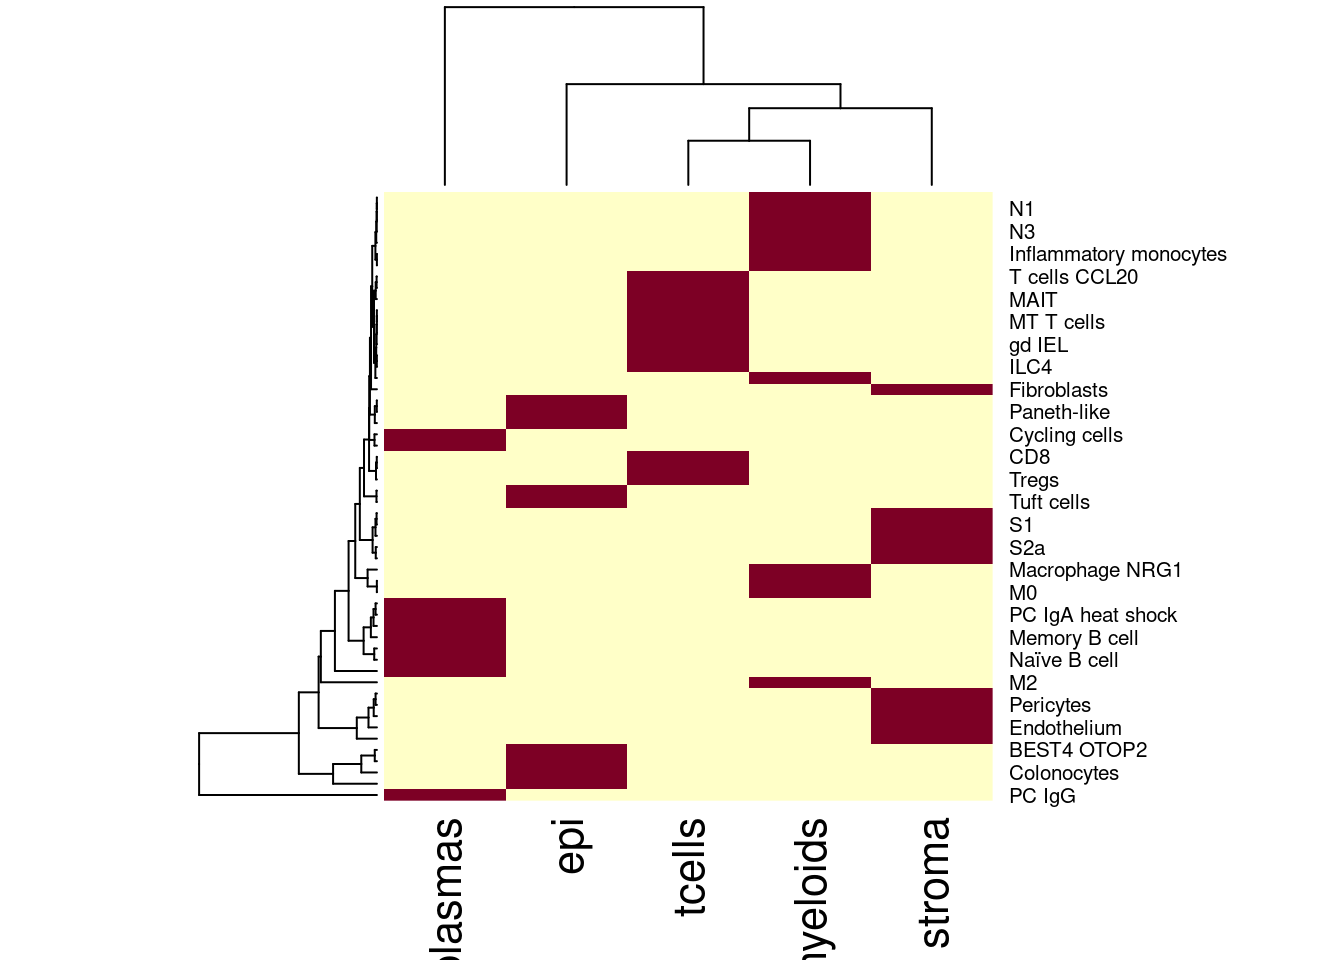 N1
N3
Inflammatory monocytes
T cells CCL20
MAIT
MT T cells
gd IEL
ILC4
Fibroblasts
Paneth-like
Cycling cells
CD8
Tregs
Tuft cells
S1
S2a
Macrophage NRG1
M0
PC IgA heat shock
Memory B cell
Naïve B cell
M2
Pericytes
Endothelium
BEST4 OTOP2
Colonocytes
PC IgG
plasmas
epi
tcells
myeloids
stroma